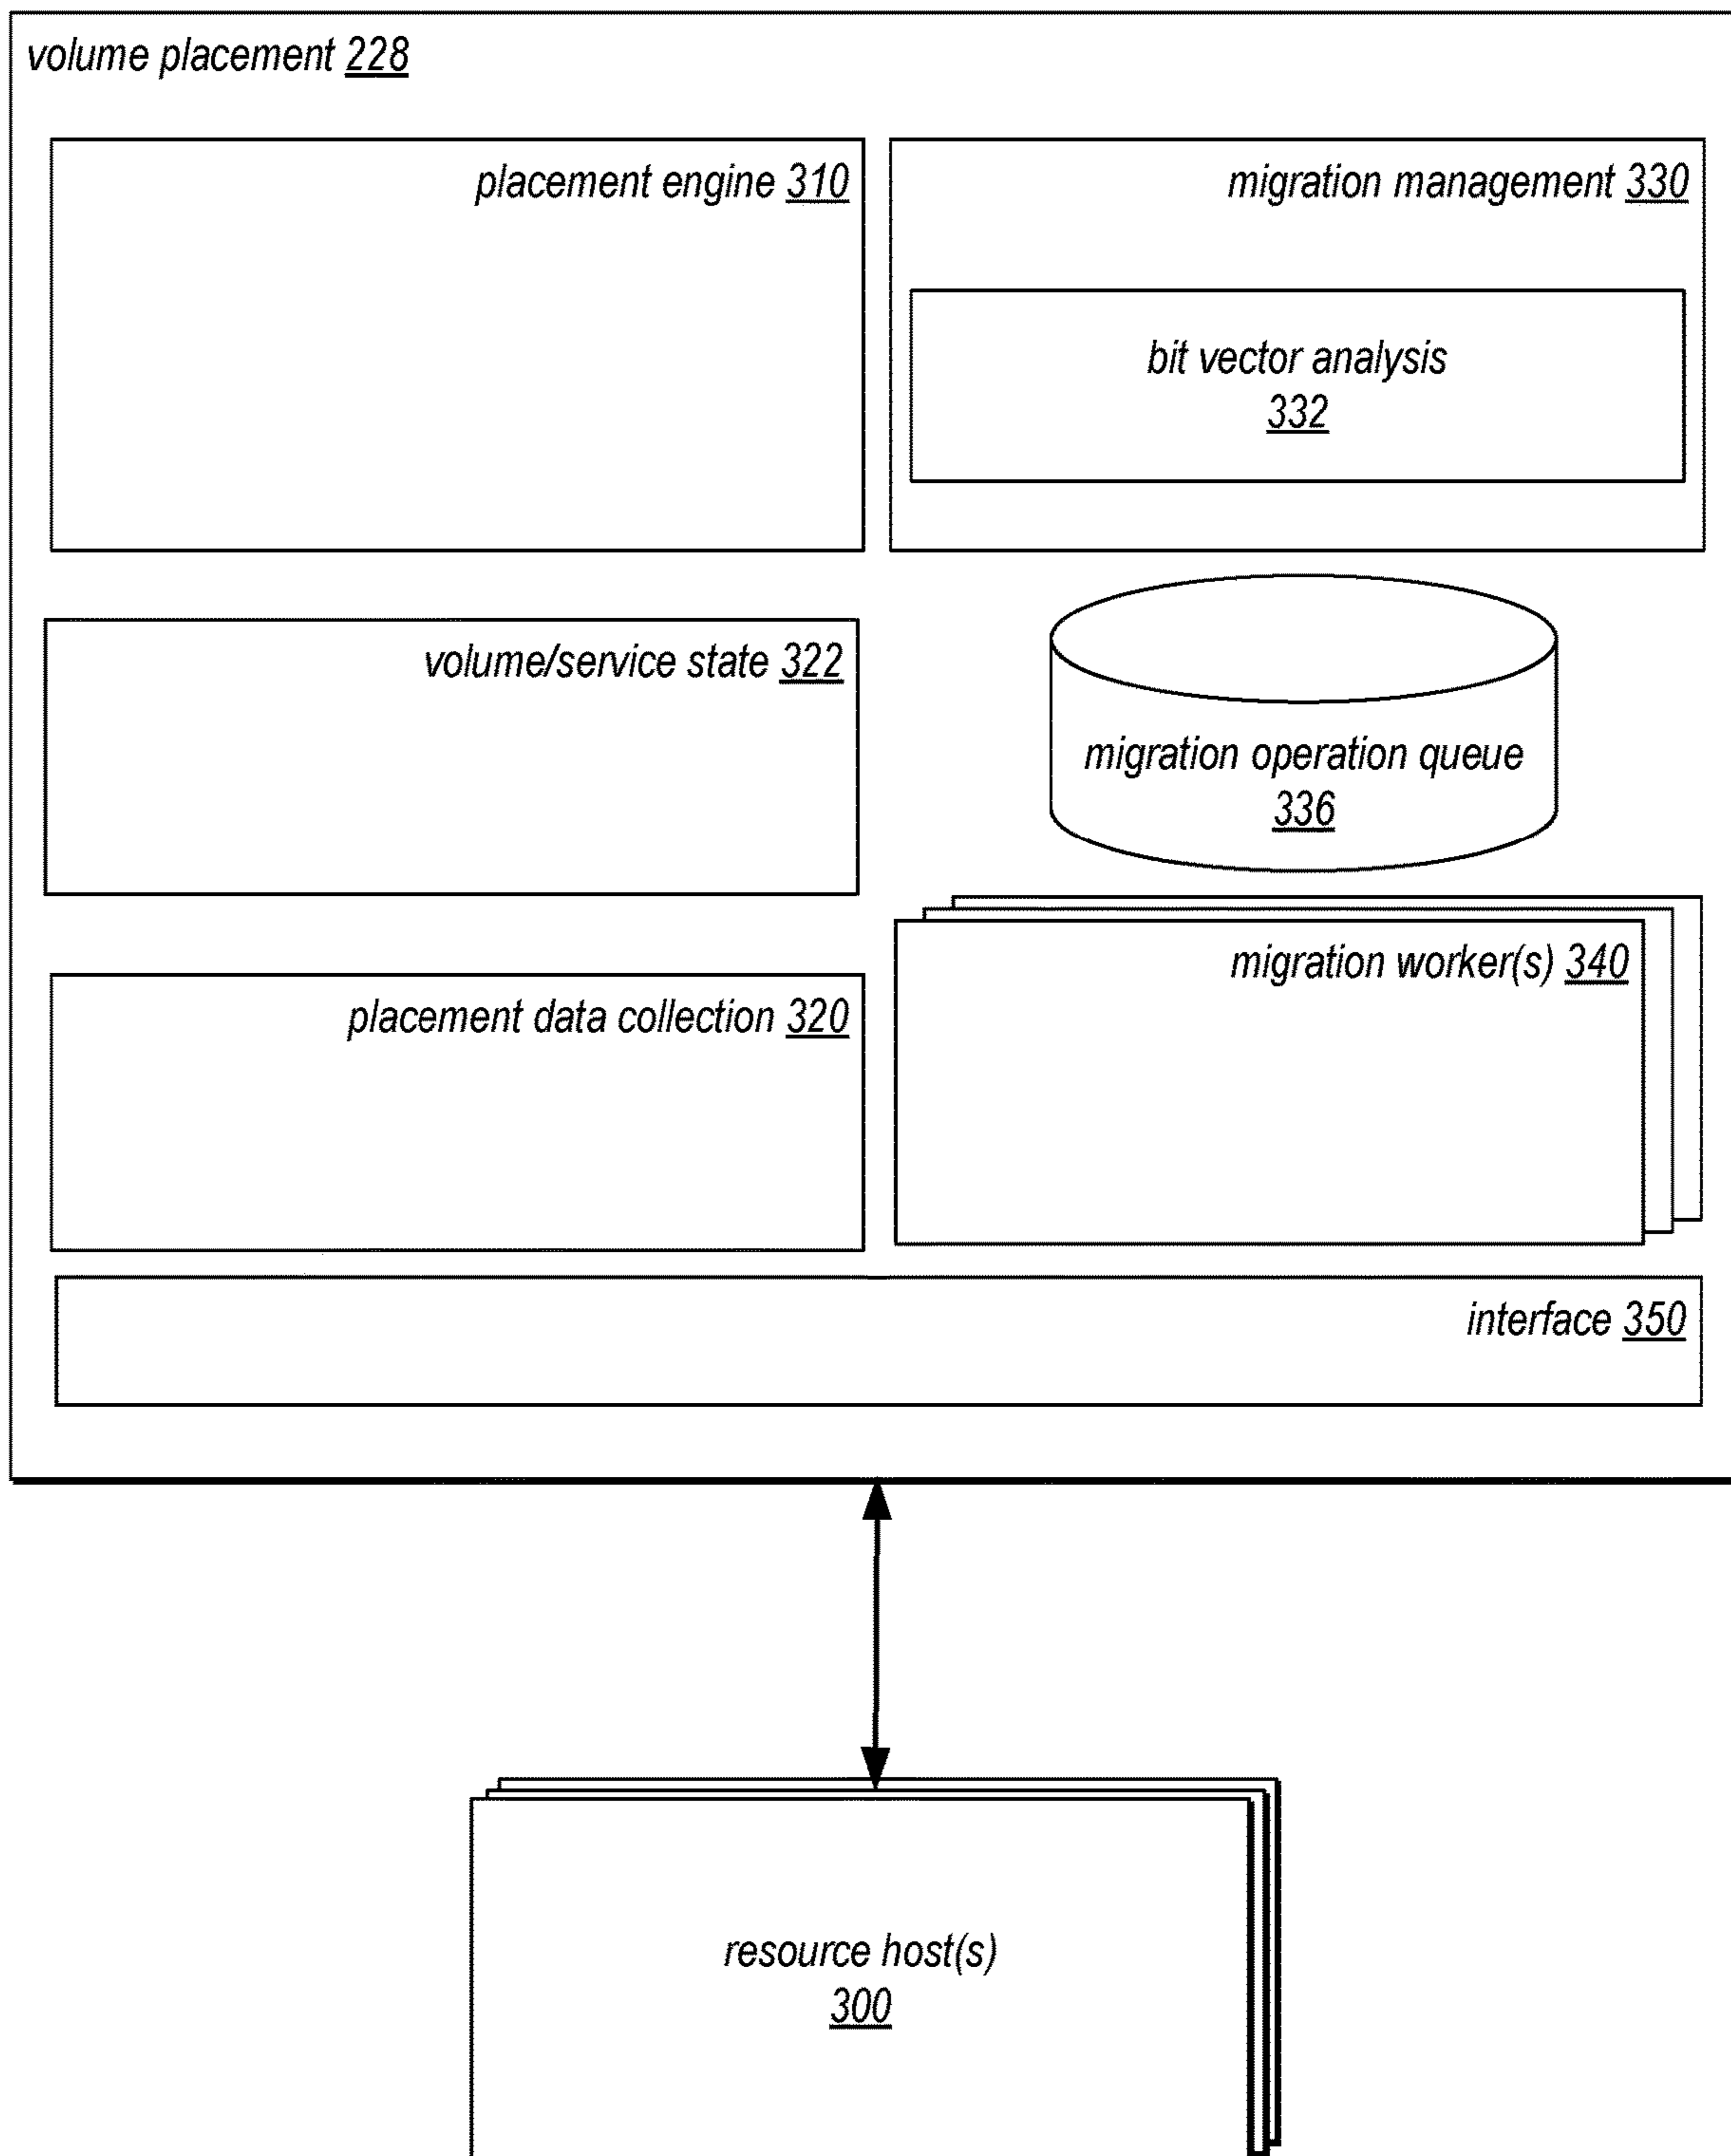 volume placement 228
placement engine 310
migration management 330
bit vector analysis
332
volume/service state 322
migration operation queue
336
placement data collection 320
migration worker(s) 340
interface 350
resource host(s)
300